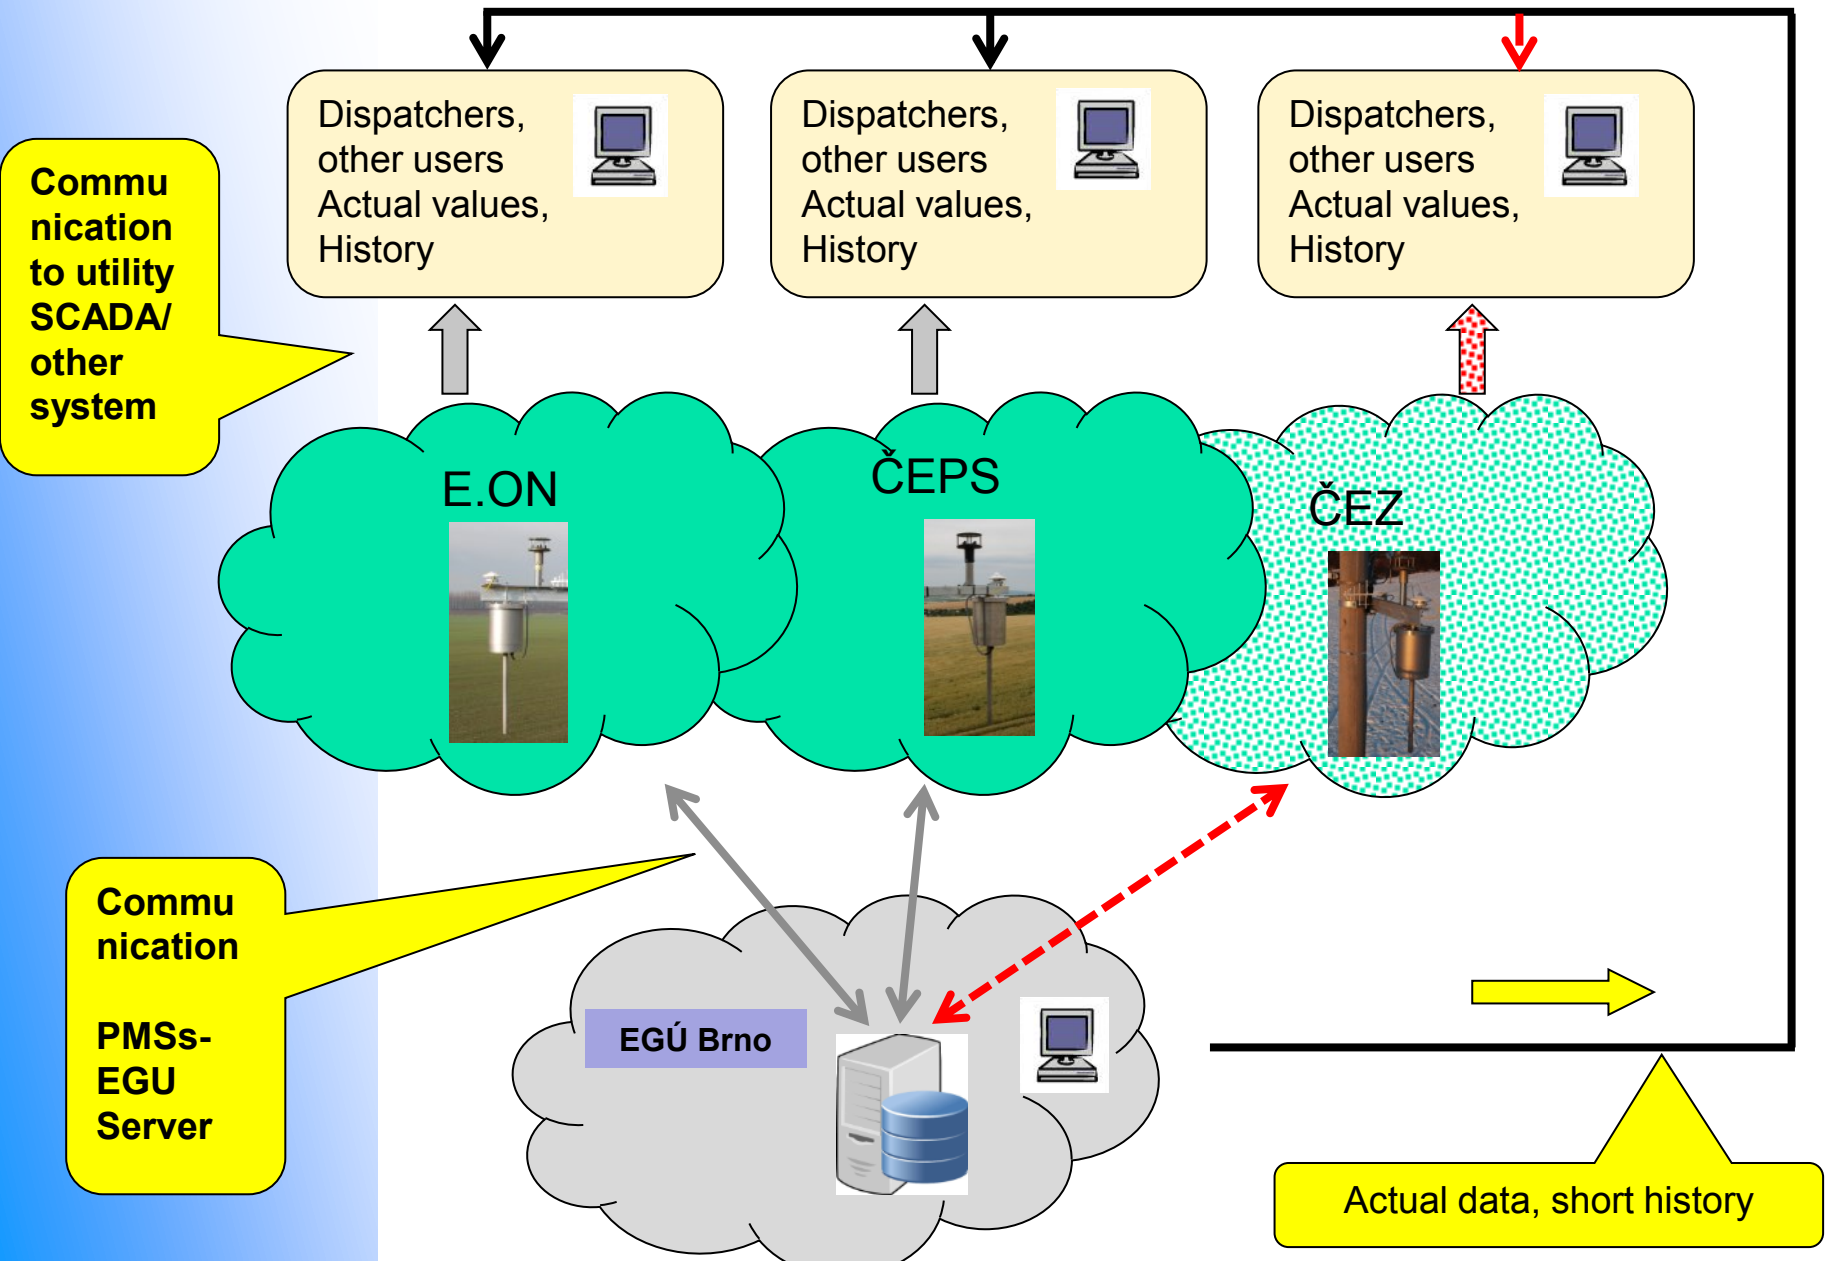 Dispatchers,
other users
Actual values,
History
Dispatchers,
other users
Actual values,
History
Dispatchers,
other users
Actual values,
History
Commu
nication
to utility
SCADA/
other
system
E.ON
ČEPS
ČEZ
Commu
nication
PMSs-
EGU
Server
EGÚ Brno
Actual data, short history